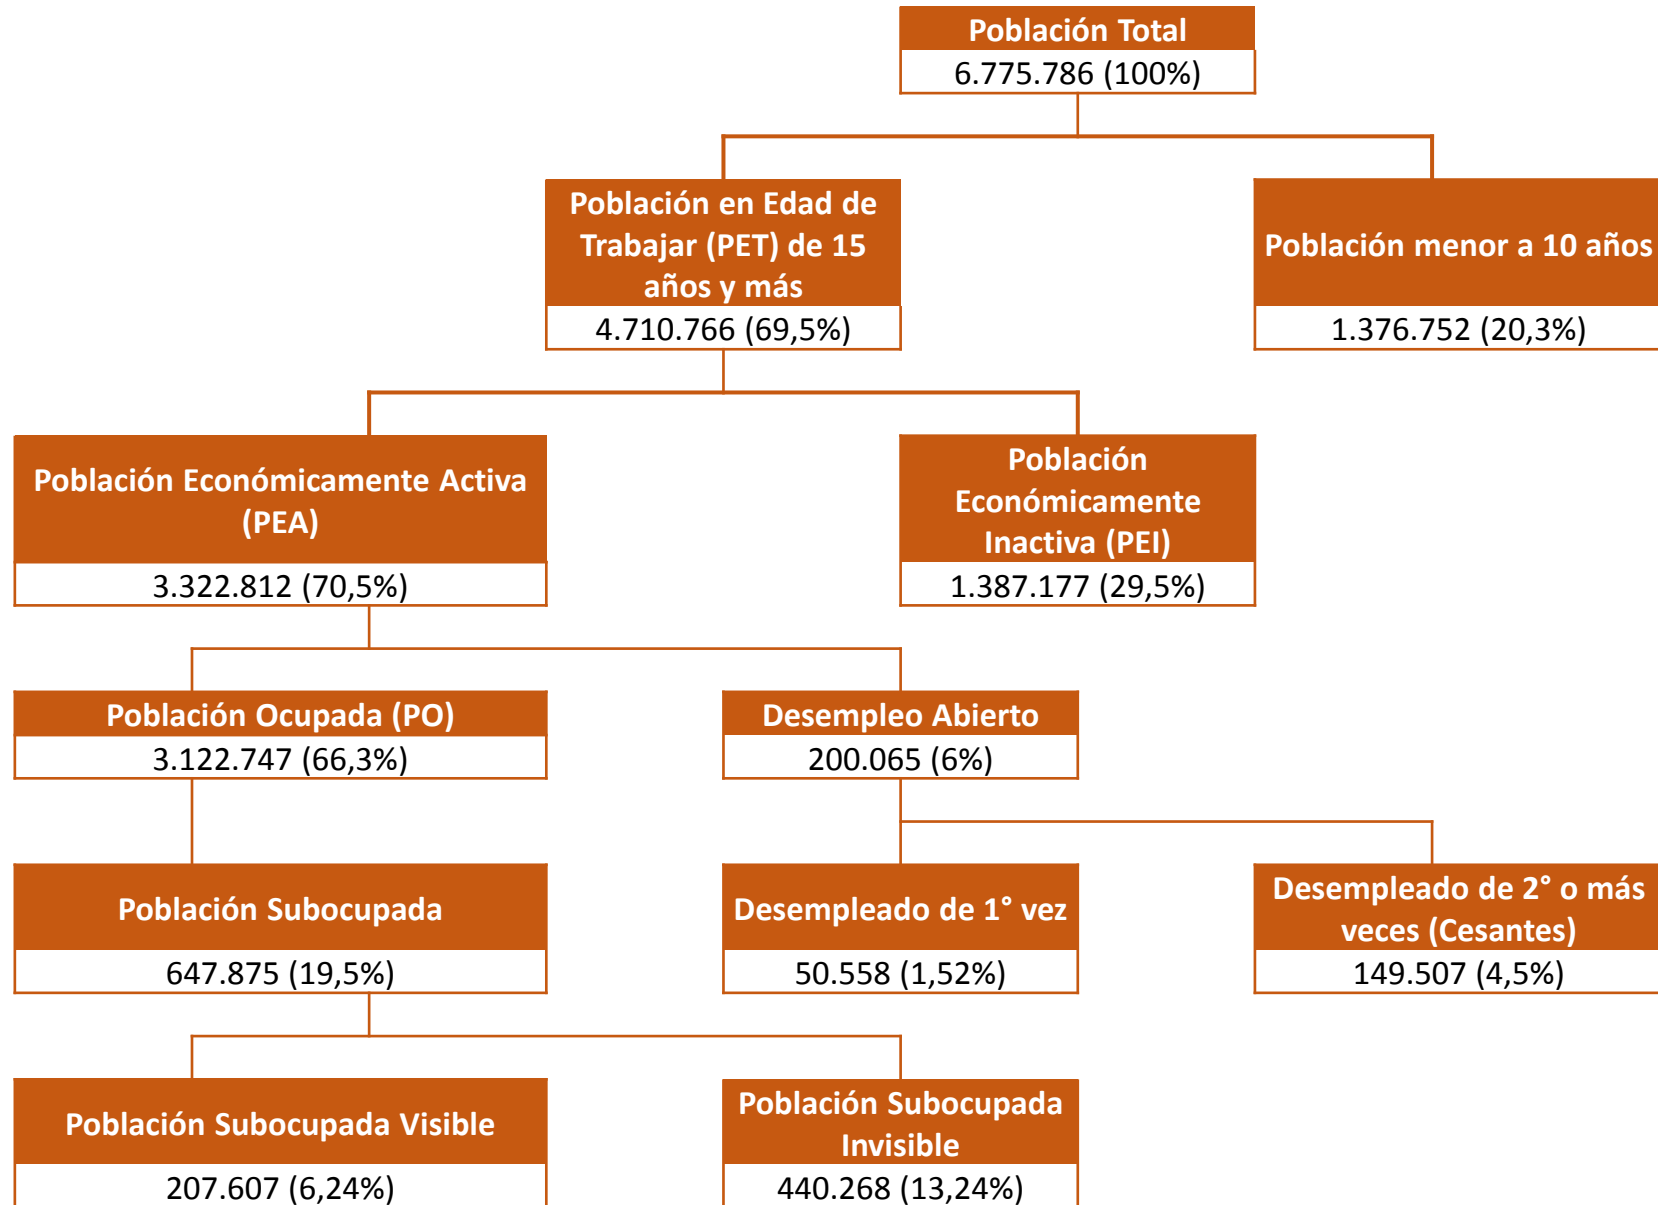 Población Total
6.775.786 (100%)
Población en Edad de
Trabajar (PET) de 15
años y más
4.710.766 (69,5%)
Población menor a 10 años
1.376.752 (20,3%)
Población Económicamente Activa
(PEA)
3.322.812 (70,5%)
Población
Económicamente
Inactiva (PEI)
1.387.177 (29,5%)
Población Ocupada (PO)
3.122.747 (66,3%)
Desempleo Abierto
200.065 (6%)
Población Subocupada
647.875 (19,5%)
Desempleado de 1° vez
50.558 (1,52%)
Desempleado de 2° o más
veces (Cesantes)
149.507 (4,5%)
Población Subocupada Visible
207.607 (6,24%)
Población Subocupada
Invisible
440.268 (13,24%)